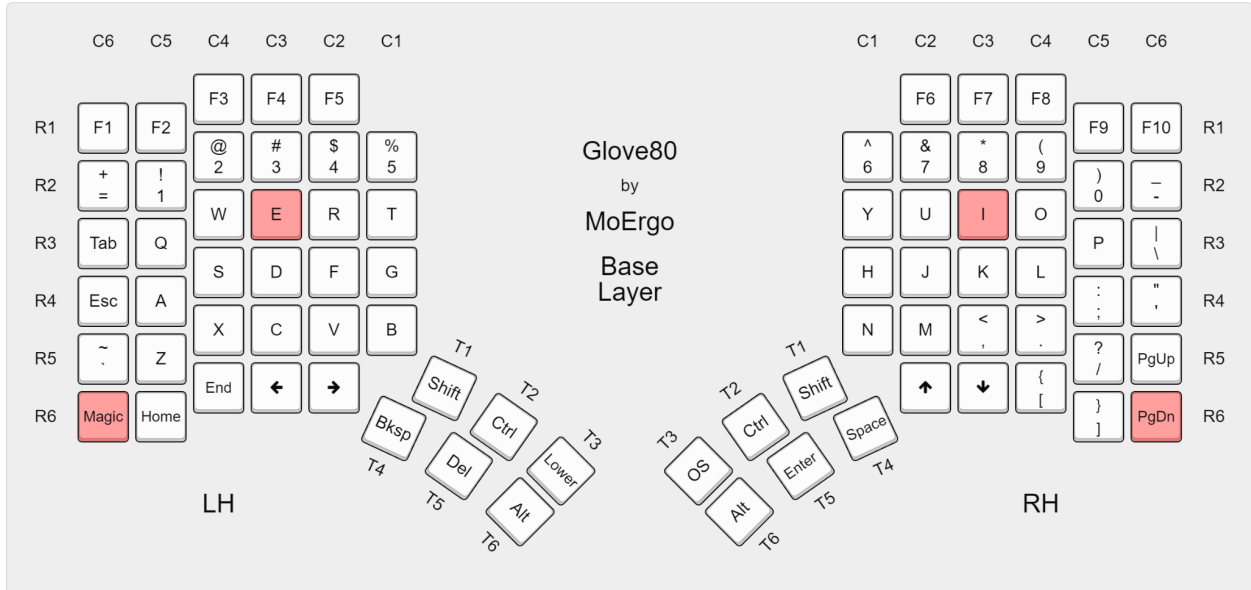 C6 C5 C4 C3 C2 C1 C1 C2 C3 C4 C5 C6
F3 F4 F5 F6 F7 F8
R1 F1 F2 F9 F10 R1
@ # $ % ^ & * (
2 3 4 5 6 7 8 9
Glove80
R2 + ! ) _ R2
= 1 0 -
by
W E R T Y U I O
MoErgo
R3 Tab Q P | R3
\
Base
S D F G H J K L
Layer
R4 Esc A : " R4
; '
X C V B N M < >
, .
R5 ~ Z ? PgUp R5
` /
T1 T1
End ← → ↑ ↓ {
[
Shift T2 T2 Shift
R6 Magic Home } PgDn R6
]
Bksp Ctrl Ctrl Space
T3 T3
T4 Del Lower OS Enter T4
T5 T5
Alt Alt
LH RH
T6 T6